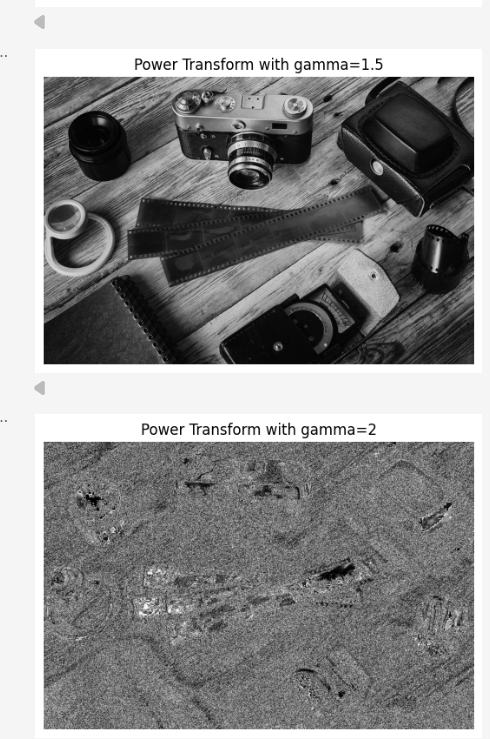 ..
Power Transform with gamma=1.5
..
Power Transform with gamma=2